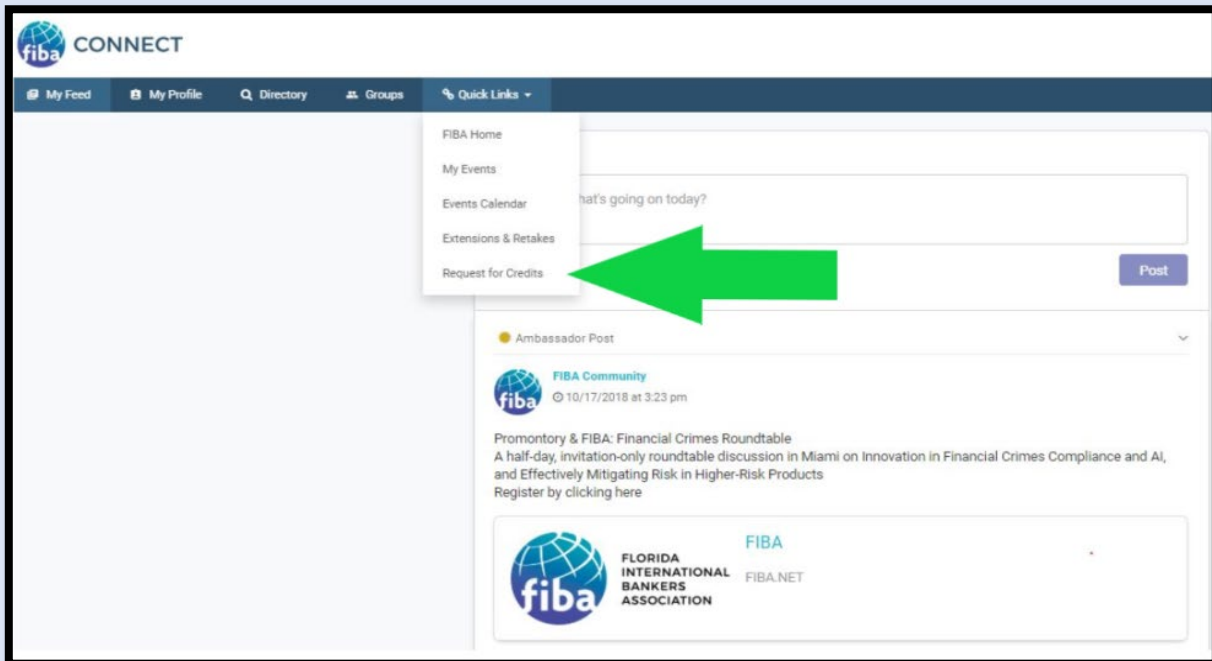 fiba CONNECT
My Feed My Profile Directory Groups Quick Links
FIBA Home
My Events
Events Calendar
Extensions & Retakes
Request for Credits
hat's going on today?
Post
Ambassador Post
FIBA Community
10/17/2018 at 3:23 pm
Promontory & FIBA: Financial Crimes Roundtable
A half-day, invitation-only roundtable discussion in Miami on Innovation in Financial Crimes Compliance and AI,
and Effectively Mitigating Risk in Higher-Risk Products
Register by clicking here
fiba
FLORIDA
INTERNATIONAL
BANKERS
ASSOCIATION
fiba
FIBA
FIBA.NET